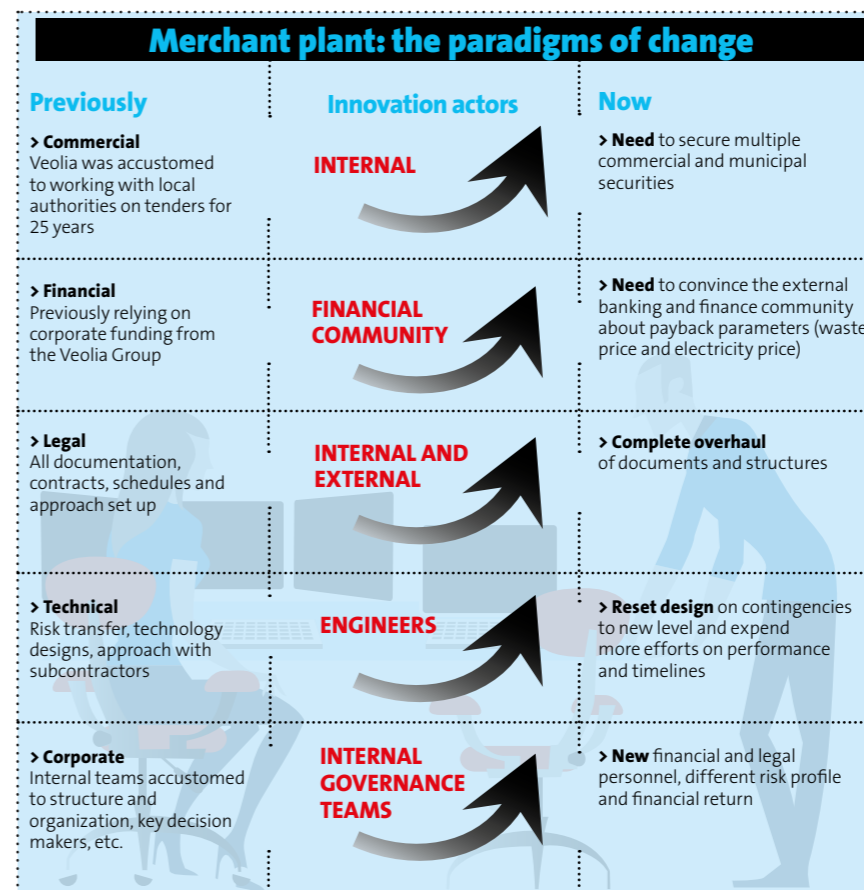 Merchant plant: the paradigms of change
Previously
Innovation actors
Now
> Commercial
Veolia was accustomed
to working with local
authorities on tenders for
25 years
INTERNAL
> Need to secure multiple
commercial and municipal
securities
> Financial
Previously relying on
corporate funding from
the Veolia Group
FINANCIAL
COMMUNITY
> Need to convince the external
banking and finance community
about payback parameters (waste
price and electricity price)
> Legal
All documentation,
contracts, schedules and
approach set up
INTERNAL AND
EXTERNAL
> Complete overhaul
of documents and structures
> Technical
Risk transfer, technology
designs, approach with
subcontractors
ENGINEERS
> Reset design on contingencies
to new level and expend
more efforts on performance
and timelines
> Corporate
Internal teams accustomed
to structure and
organization, key decision
makers, etc.
INTERNAL
GOVERNANCE
TEAMS
> New financial and legal
personnel, different risk profile
and financial return